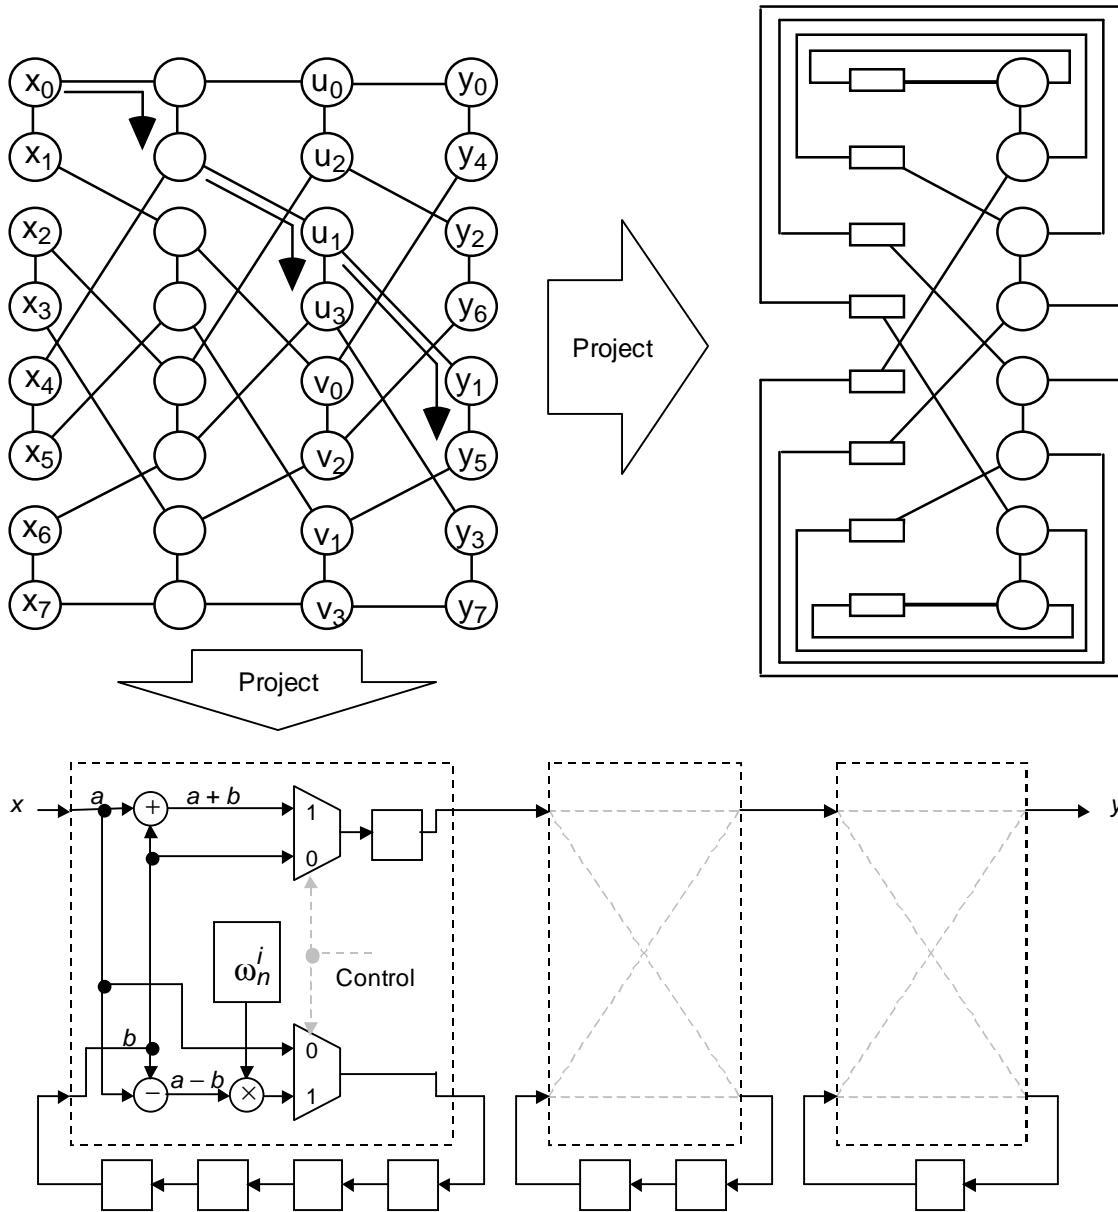 x0 u0 y0
x1 u2 y4
x2 u1 y2
x3 u3 y6
x4 v0 y1
x5 v2 y5
x6 v1 y3
x7 v3 y7
Project
Project
x a + a + b 1 y
0
ω_n^i
Control
b 0
− a − b × 1